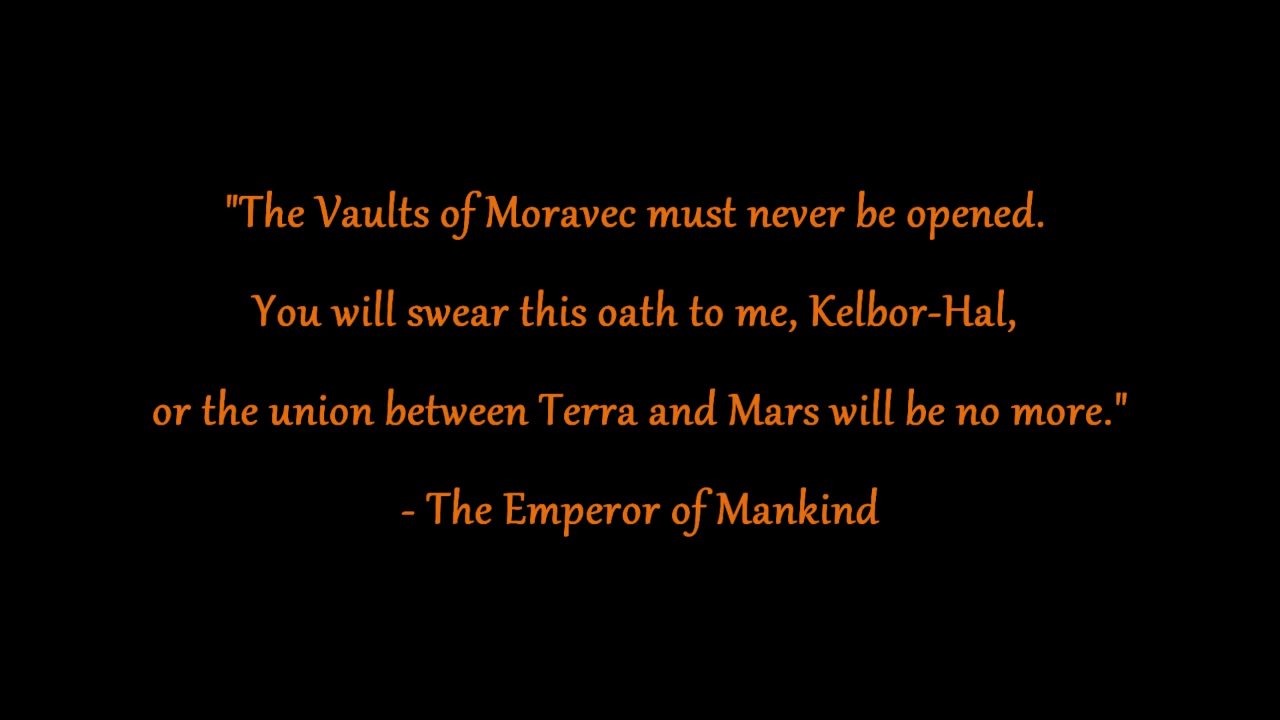 "The Vaults of Moravec must never be opened.
You will swear this oath to me, Kelbor-Hal,
or the union between Terra and Mars will be no more."
- The Emperor of Mankind